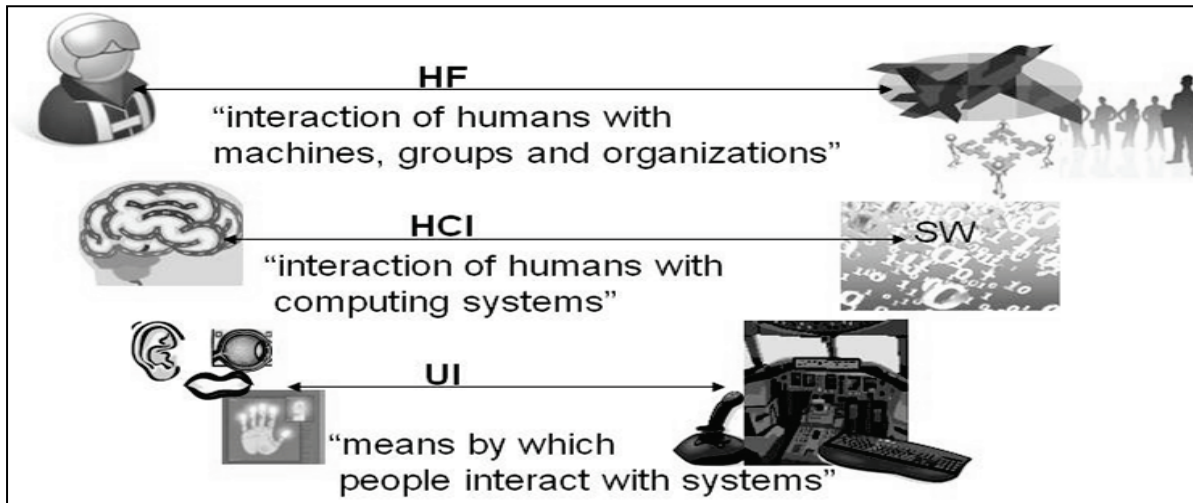 HF
“interaction of humans with
machines, groups and organizations”
HCI
SW
“interaction of humans with
computing systems”
UI
“means by which
people interact with systems”